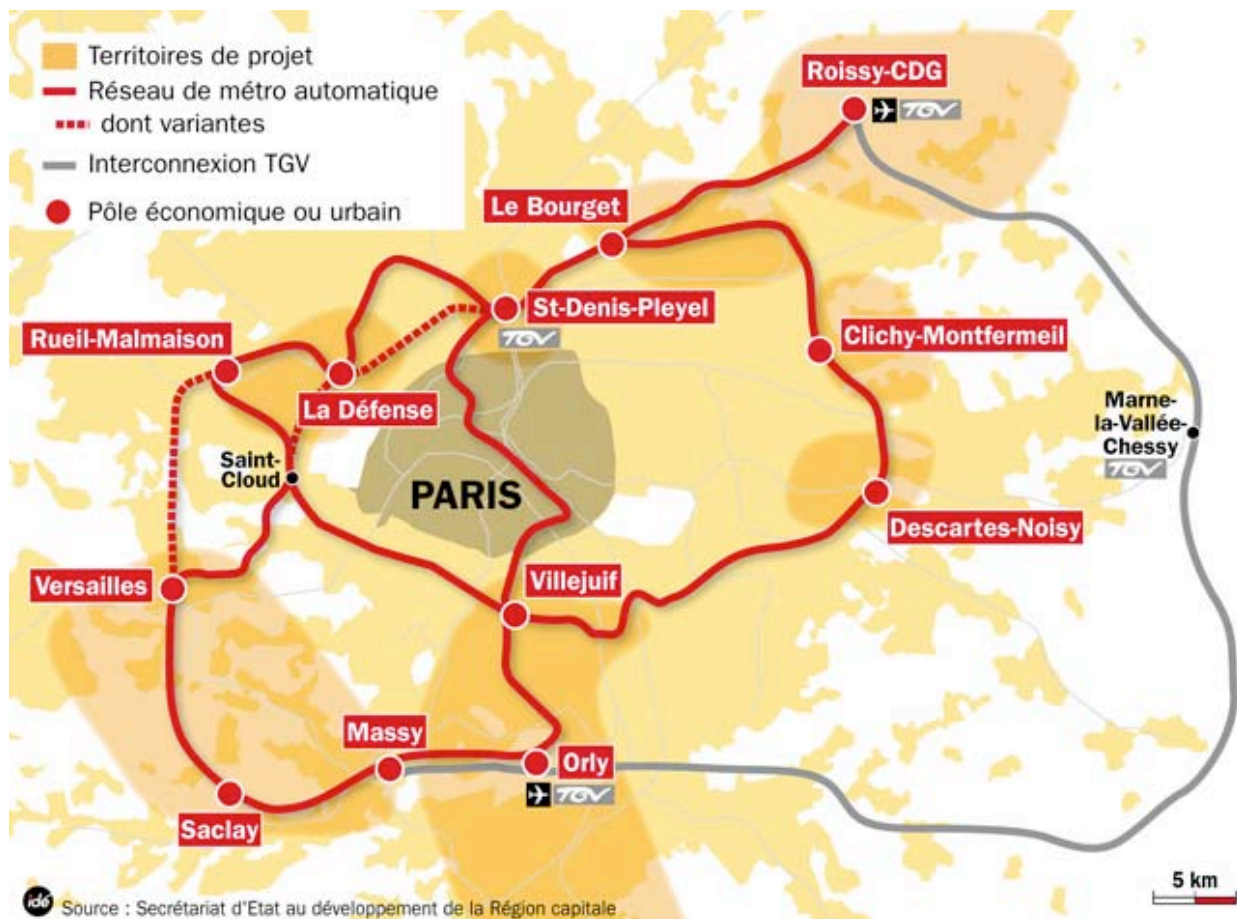 Territoires de projet
Réseau de métro automatique
dont variantes
Interconnexion TGV
Pôle économique ou urbain
Roissy-CDG
TGV
Le Bourget
St-Denis-Pleyel
TGV
Rueil-Malmaison
Clichy-Montfermeil
La Défense
Marne-
la-Vallée-
Chessy
TGV
Saint-
Cloud
PARIS
Descartes-Noisy
Versailles
Villejuif
Massy
Orly
TGV
Saclay
5 km
idé
Source : Secrétariat d'Etat au développement de la Région capitale